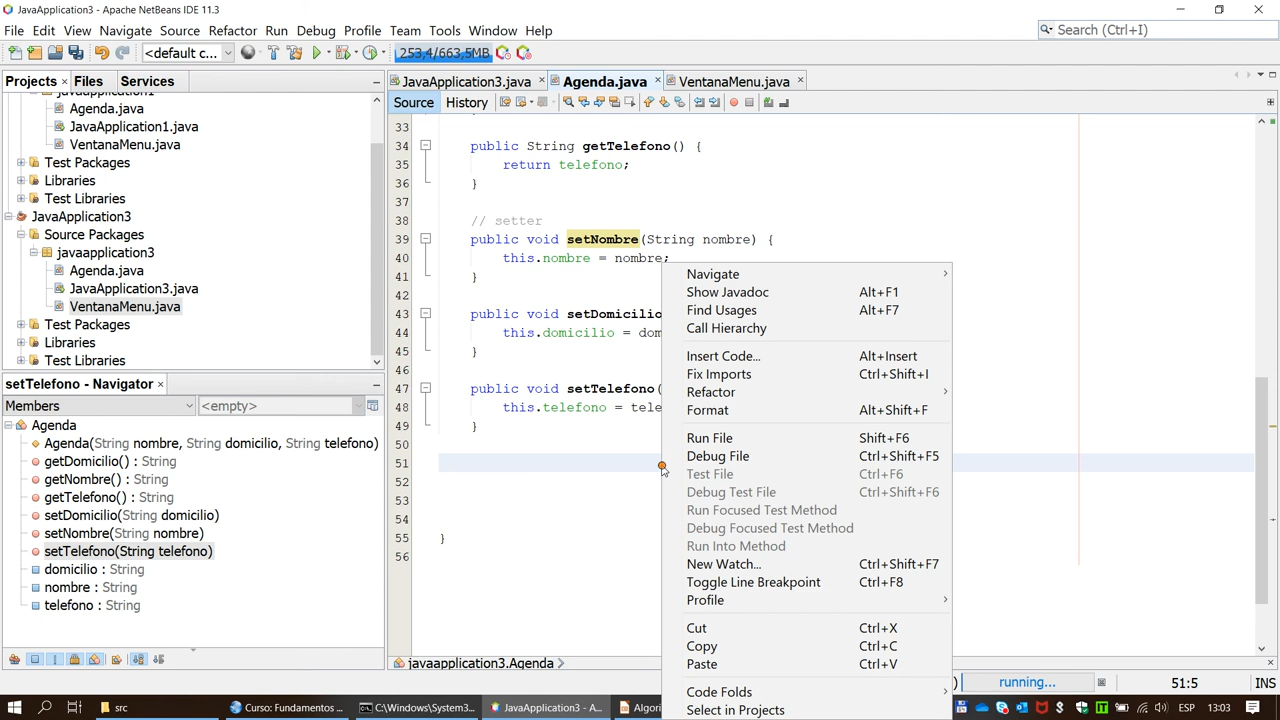 JavaApplication3 - Apache NetBeans IDE 11.3
File Edit View Navigate Source Refactor Run Debug Profile Team Tools Window Help
Search (Ctrl+I)
<default c...
253,4/663,5MB
Projects Files Services
JavaApplication3.java Agenda.java VentanaMenu.java
Source History
javaapplication1
Agenda.java
JavaApplication1.java
VentanaMenu.java
Test Packages
Libraries
Test Libraries
JavaApplication3
Source Packages
javaapplication3
Agenda.java
JavaApplication3.java
VentanaMenu.java
Test Packages
Libraries
Test Libraries
setTelefono - Navigator
Members <empty>
Agenda
Agenda(String nombre, String domicilio, String telefono)
getDomicilio() : String
getNombre() : String
getTelefono() : String
setDomicilio(String domicilio)
setNombre(String nombre)
setTelefono(String telefono)
domicilio : String
nombre : String
telefono : String
33
34 public String getTelefono() {
35 return telefono;
36 }
37
38 // setter
39 public void setNombre(String nombre) {
40 this.nombre = nombre;
41 }
42
43 public void setDomicilio
44 this.domicilio = dom
45 }
46
47 public void setTelefono(
48 this.telefono = tele
49 }
50
51
52
53
54
55 }
56
Navigate
Show Javadoc Alt+F1
Find Usages Alt+F7
Call Hierarchy
Insert Code... Alt+Insert
Fix Imports Ctrl+Shift+I
Refactor
Format Alt+Shift+F
Run File Shift+F6
Debug File Ctrl+Shift+F5
Test File Ctrl+F6
Debug Test File Ctrl+Shift+F6
Run Focused Test Method
Debug Focused Test Method
Run Into Method
New Watch... Ctrl+Shift+F7
Toggle Line Breakpoint Ctrl+F8
Profile
Cut Ctrl+X
Copy Ctrl+C
Paste Ctrl+V
Code Folds
Select in Projects
javaapplication3.Agenda
) running... 51:5 INS
src
Curso: Fundamentos ...
C:\Windows\System3...
JavaApplication3 - A...
Algori
ESP 13:03